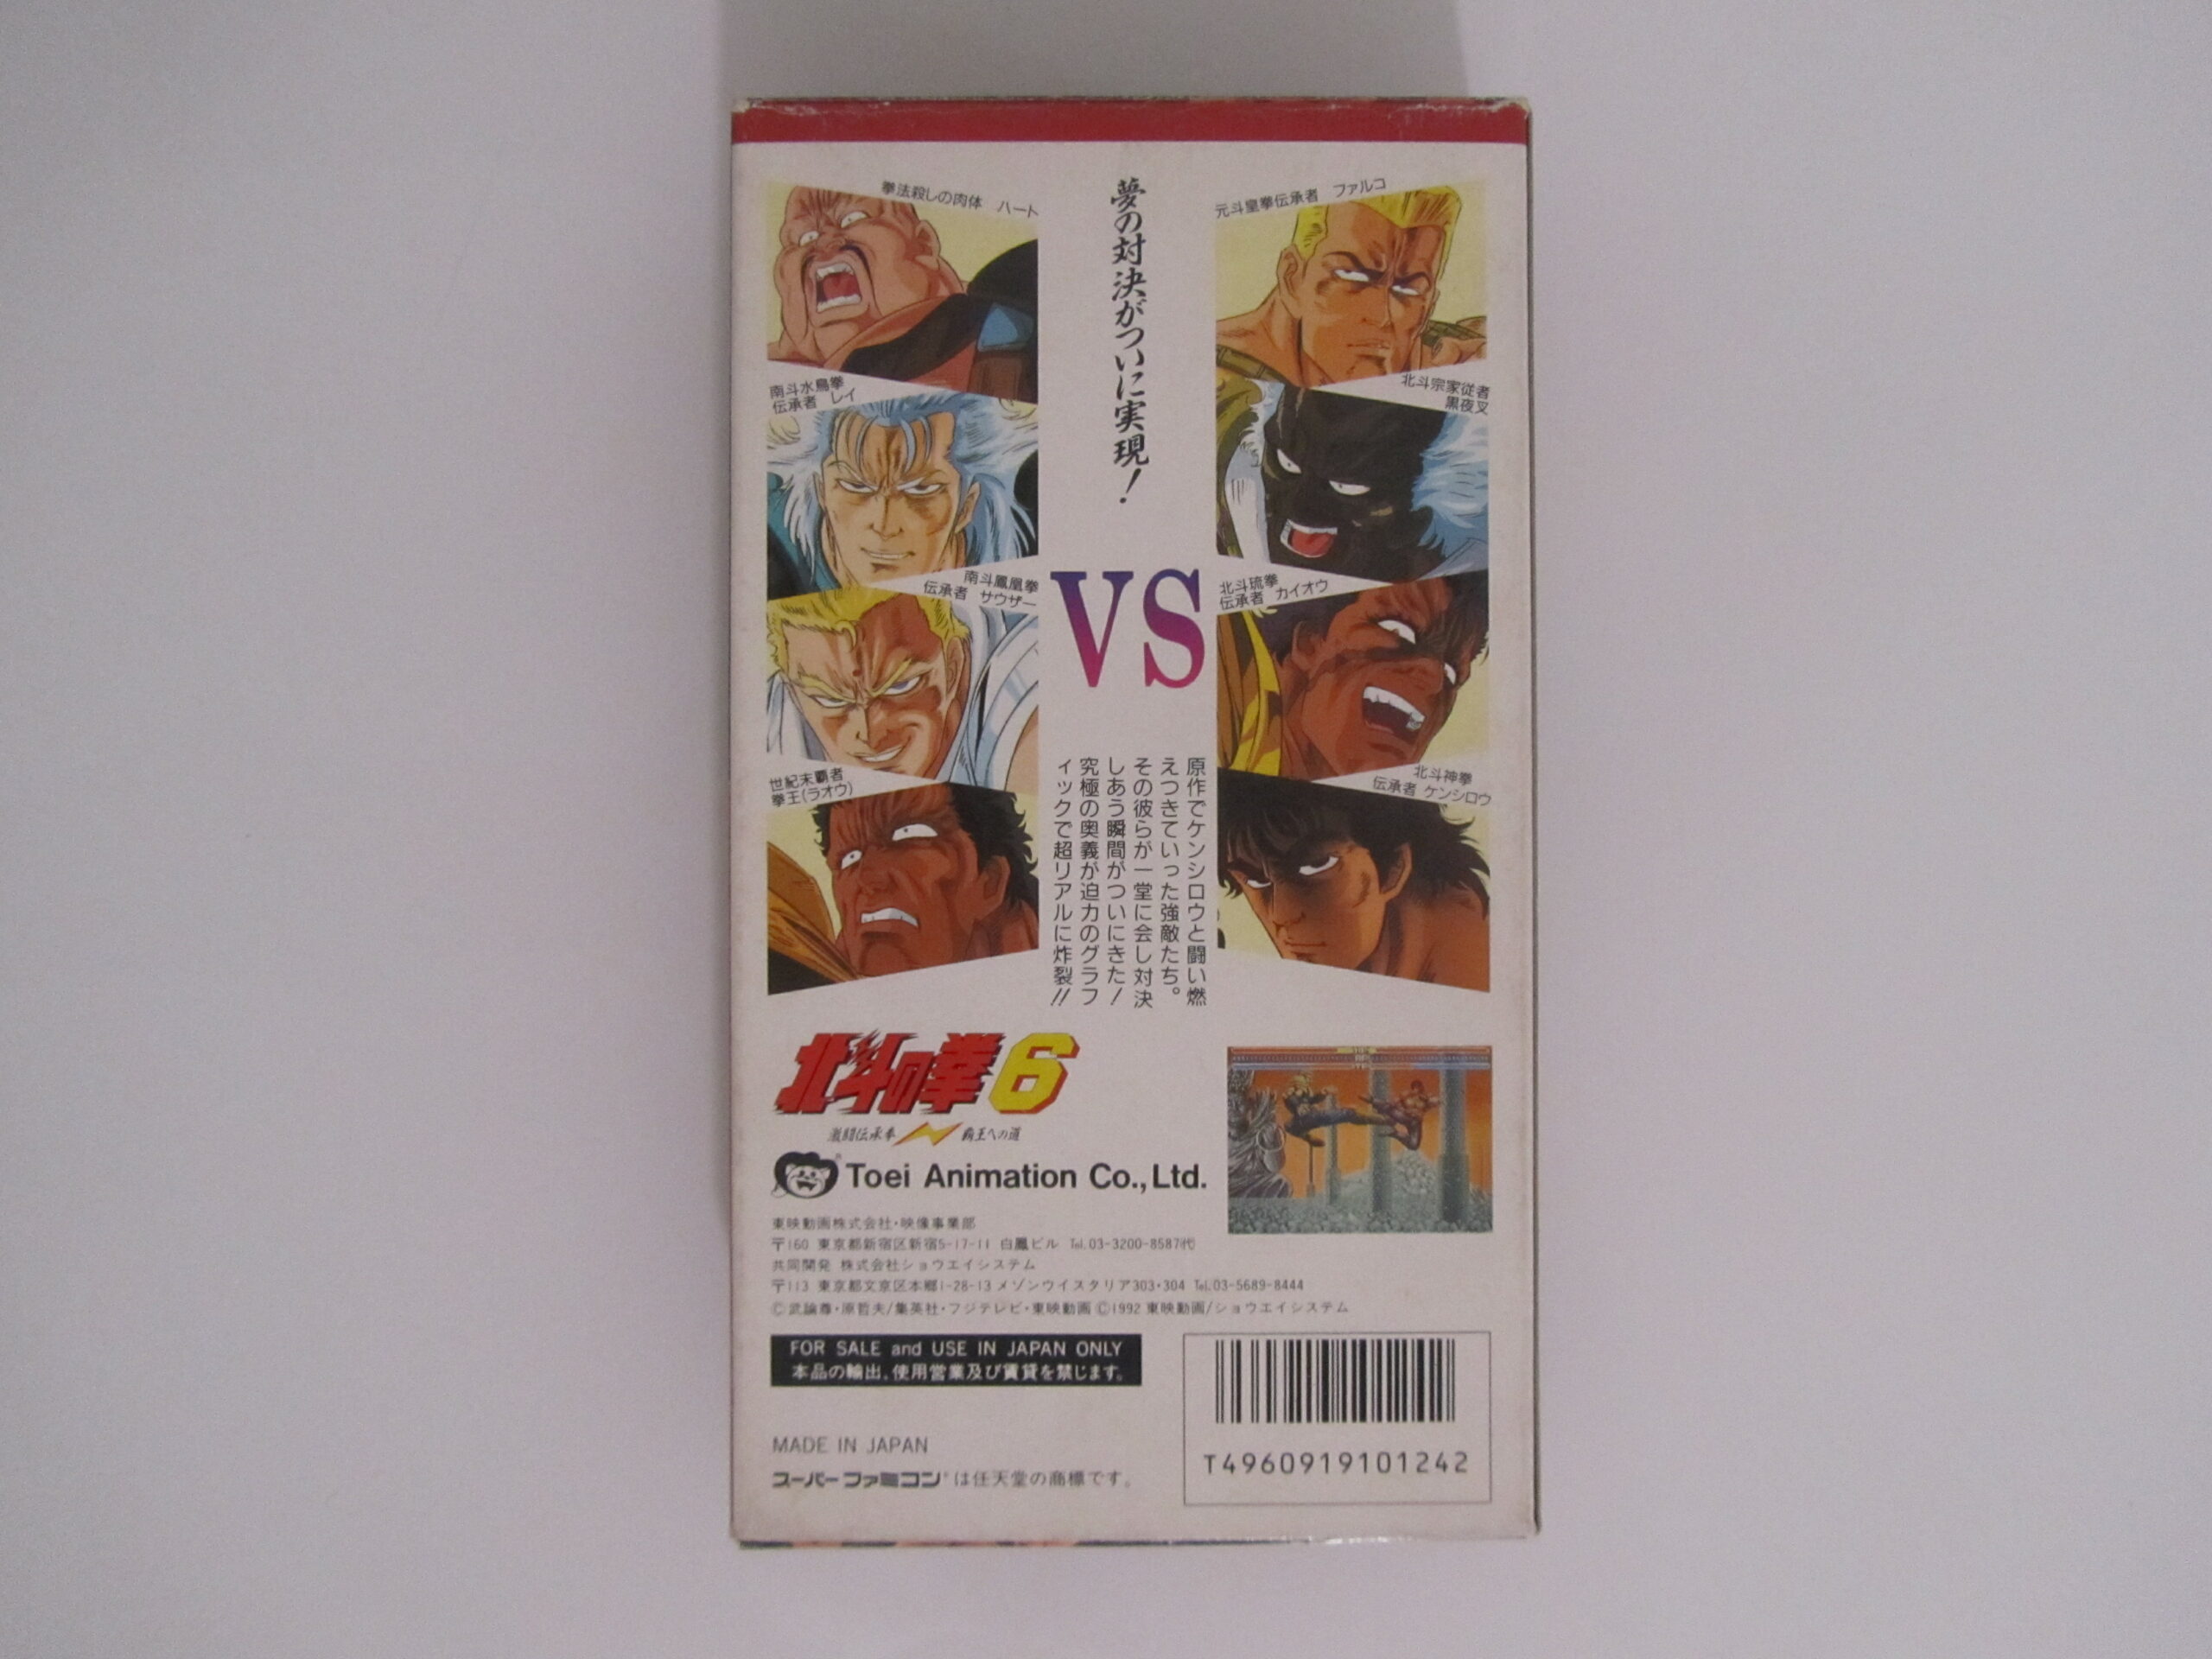 夢の対決がついに実現!
拳法殺しの肉体 ハート
元斗皇拳伝承者 ファルコ
南斗水鳥拳
伝承者 レイ
北斗宗家従者
黒夜叉
南斗鳳凰拳
伝承者 サウザー
VS
北斗琉拳
伝承者 カイオウ
世紀末覇者
拳王(ラオウ)
北斗神拳
伝承者 ケンシロウ
原作でケンシロウと闘い燃
えつきていった強敵たち。
その彼らが一堂に会し対決
しあう瞬間がついにきた!
究極の奥義が迫力のグラフ
ィックで超リアルに炸裂!!
北斗の拳6
激闘伝承拳 覇王への道
Toei Animation Co.,Ltd.
東映動画株式会社・映像事業部
〒160 東京都新宿区新宿5-17-11 白鳳ビル Tel.03-3200-8587代
共同開発 株式会社ショウエイシステム
〒113 東京都文京区本郷1-28-13 メゾンウイスタリア303・304 Tel.03-5689-8444
©武論尊・原哲夫/集英社・フジテレビ・東映動画 ©1992 東映動画/ショウエイシステム
FOR SALE and USE IN JAPAN ONLY
本品の輸出、使用営業及び賃貸を禁じます。
MADE IN JAPAN
スーパーファミコン®は任天堂の商標です。
T4960919101242